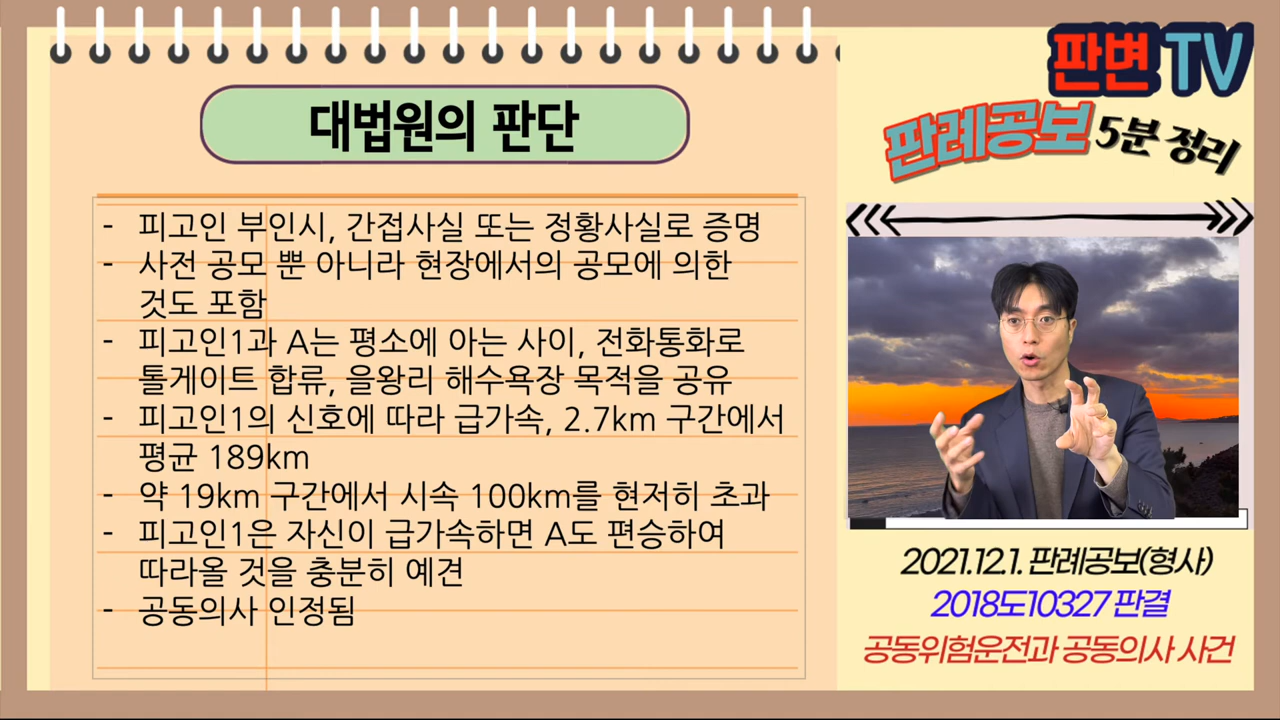 대법원의 판단
- 피고인 부인시, 간접사실 또는 정황사실로 증명
- 사전 공모 뿐 아니라 현장에서의 공모에 의한
것도 포함
- 피고인1과 A는 평소에 아는 사이, 전화통화로
톨게이트 합류, 을왕리 해수욕장 목적을 공유
- 피고인1의 신호에 따라 급가속, 2.7km 구간에서
평균 189km
- 약 19km 구간에서 시속 100km를 현저히 초과
- 피고인1은 자신이 급가속하면 A도 편승하여
따라올 것을 충분히 예견
- 공동의사 인정됨
판변 TV
판례공보 5분 정리
2021.12.1. 판례공보(형사)
2018도10327 판결
공동위험운전과 공동의사 사건